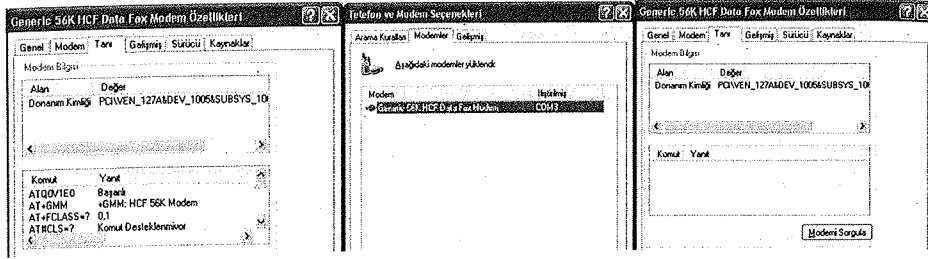 Generic 56K HCF Data Fax Modem Özellikleri
Genel Modem Tanı Gelişmiş Sürücü Kaynaklar
Modem Bilgisi
Alan Değer
Donanım Kimliği PCI\VEN_127A&DEV_1005&SUBSYS_10
Komut Yanıt
ATQ0V1E0 Başarılı
AT+GMM +GMM: HCF 56K Modem
AT+FCLASS=? 0,1
AT#CLS=? Komut Desteklenmiyor
Telefon ve Modem Seçenekleri
Arama Kuralları Modemler Gelişmiş
Aşağıdaki modemler yüklendi:
Modem İliştirilmiş
Generic 56K HCF Data Fax Modem COM3
Generic 56K HCF Data Fax Modem Özellikleri
Genel Modem Tanı Gelişmiş Sürücü Kaynaklar
Modem Bilgisi
Alan Değer
Donanım Kimliği PCI\VEN_127A&DEV_1005&SUBSYS_10
Komut Yanıt
Modemi Sorgula